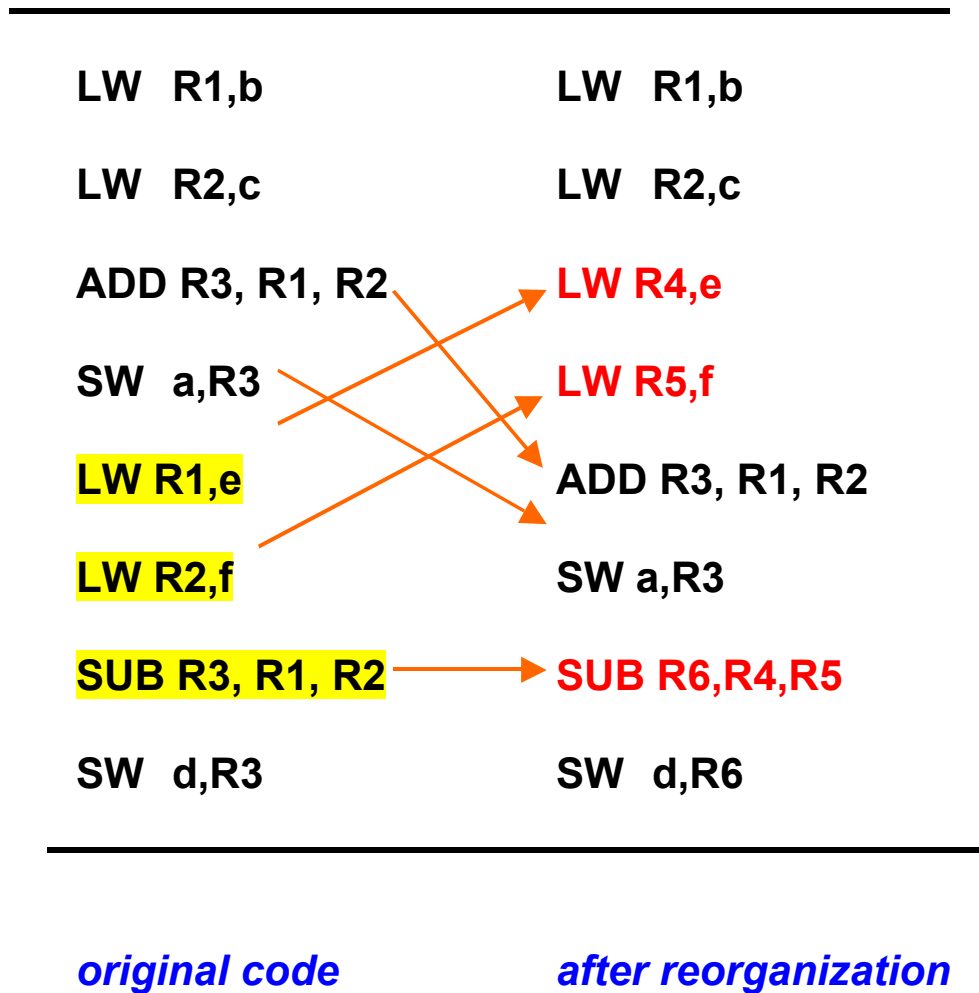 LW R1,b LW R1,b
LW R2,c LW R2,c
ADD R3, R1, R2 LW R4,e
SW a,R3 LW R5,f
LW R1,e ADD R3, R1, R2
LW R2,f SW a,R3
SUB R3, R1, R2 SUB R6,R4,R5
SW d,R3 SW d,R6
original code after reorganization